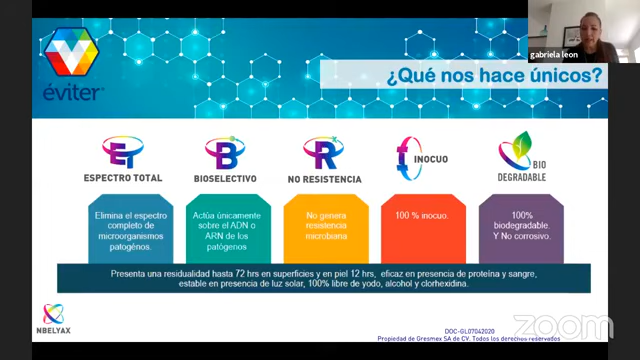 gabriela leon
éviter®
¿Qué nos hace únicos?
ESPECTRO TOTAL
BIOSELECTIVO
NO RESISTENCIA
INOCUO
BIO
DEGRADABLE
Elimina el espectro
completo de
microorganismos
patogénos.
Actúa únicamente
sobre el ADN o
ARN de los
patógenos
No genera
resistencia
microbiana
100 % inocuo.
100%
biodegradable.
Y No corrosivo.
Presenta una residualidad hasta 72 hrs en superficies y en piel 12 hrs, eficaz en presencia de proteína y sangre,
estable en presencia de luz solar, 100% libre de yodo, alcohol y clorhexidina.
NBELYAX
DOC-GL07042020
Propiedad de Gresmex SA de CV. Todos los derechos reservados
zoom